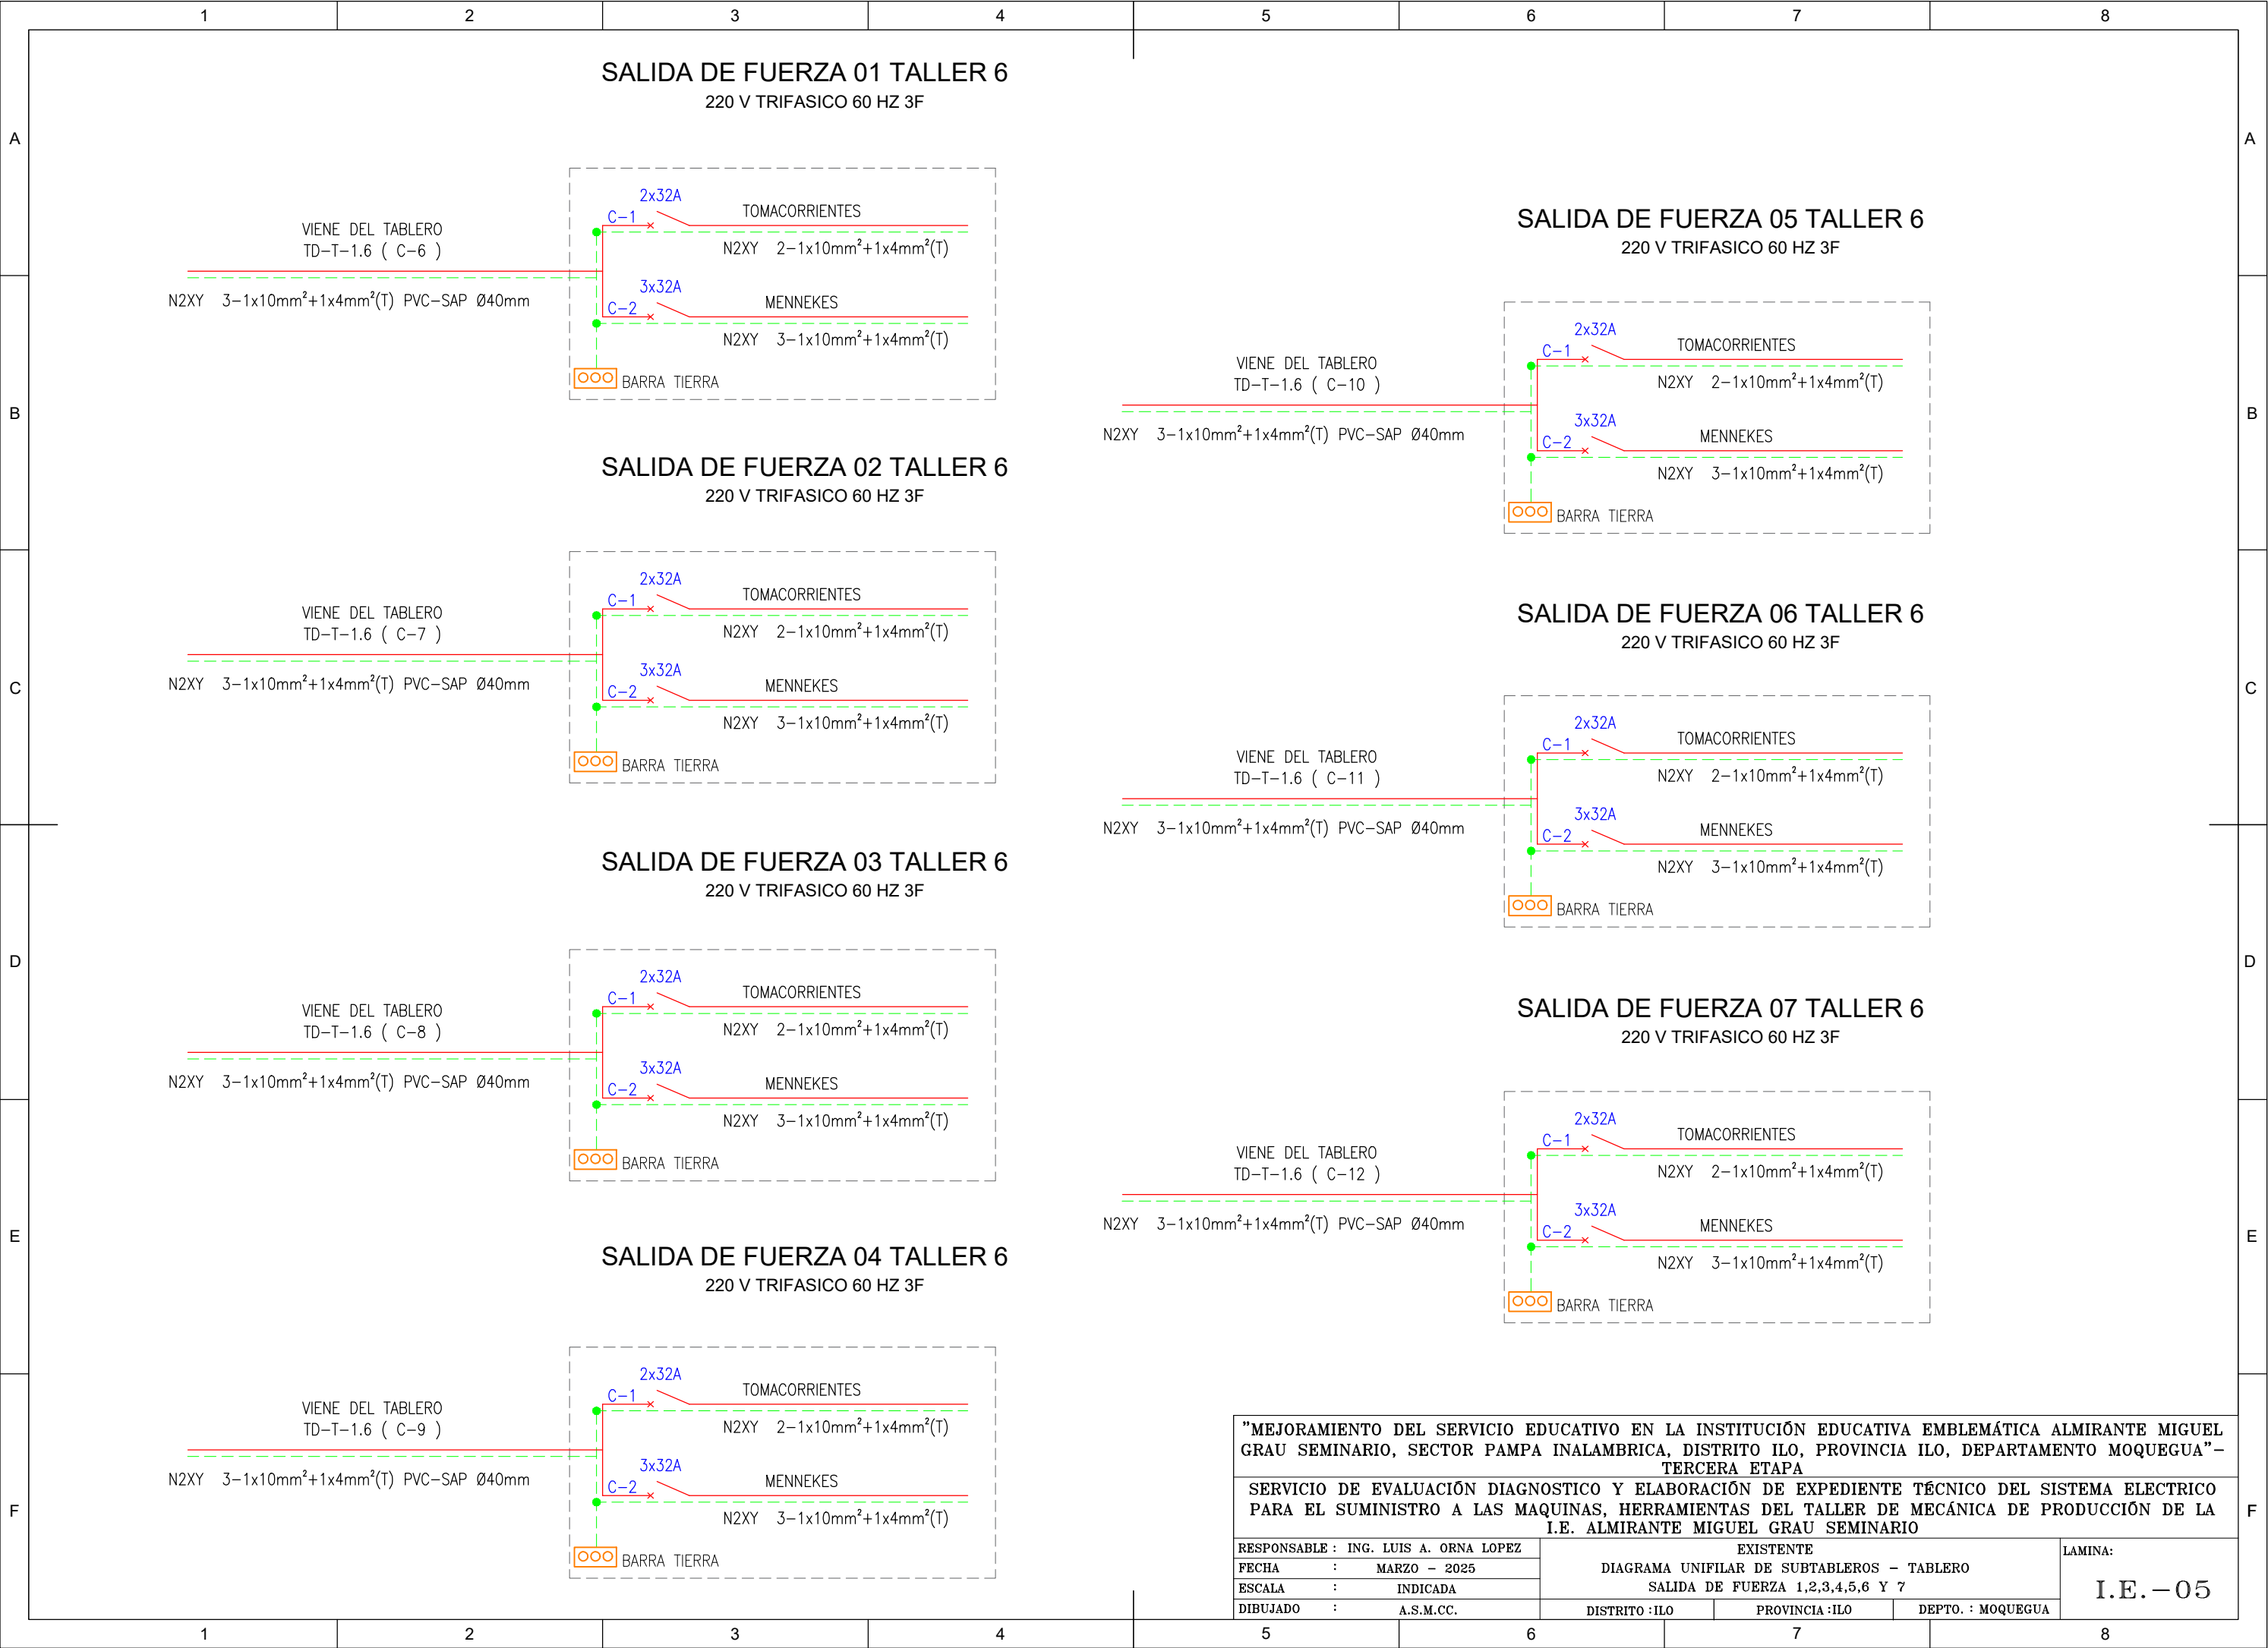 1 2 3 4 5 6 7 8
A A
B B
C C
D D
E E
F F
SALIDA DE FUERZA 01 TALLER 6
220 V TRIFASICO 60 HZ 3F
VIENE DEL TABLERO
TD-T-1.6 ( C-6 )
N2XY 3-1x10mm²+1x4mm²(T) PVC-SAP Ø40mm
2x32A
C-1
TOMACORRIENTES
N2XY 2-1x10mm²+1x4mm²(T)
3x32A
C-2
MENNEKES
N2XY 3-1x10mm²+1x4mm²(T)
BARRA TIERRA
SALIDA DE FUERZA 02 TALLER 6
220 V TRIFASICO 60 HZ 3F
VIENE DEL TABLERO
TD-T-1.6 ( C-7 )
N2XY 3-1x10mm²+1x4mm²(T) PVC-SAP Ø40mm
2x32A
C-1
TOMACORRIENTES
N2XY 2-1x10mm²+1x4mm²(T)
3x32A
C-2
MENNEKES
N2XY 3-1x10mm²+1x4mm²(T)
BARRA TIERRA
SALIDA DE FUERZA 03 TALLER 6
220 V TRIFASICO 60 HZ 3F
VIENE DEL TABLERO
TD-T-1.6 ( C-8 )
N2XY 3-1x10mm²+1x4mm²(T) PVC-SAP Ø40mm
2x32A
C-1
TOMACORRIENTES
N2XY 2-1x10mm²+1x4mm²(T)
3x32A
C-2
MENNEKES
N2XY 3-1x10mm²+1x4mm²(T)
BARRA TIERRA
SALIDA DE FUERZA 04 TALLER 6
220 V TRIFASICO 60 HZ 3F
VIENE DEL TABLERO
TD-T-1.6 ( C-9 )
N2XY 3-1x10mm²+1x4mm²(T) PVC-SAP Ø40mm
2x32A
C-1
TOMACORRIENTES
N2XY 2-1x10mm²+1x4mm²(T)
3x32A
C-2
MENNEKES
N2XY 3-1x10mm²+1x4mm²(T)
BARRA TIERRA
SALIDA DE FUERZA 05 TALLER 6
220 V TRIFASICO 60 HZ 3F
VIENE DEL TABLERO
TD-T-1.6 ( C-10 )
N2XY 3-1x10mm²+1x4mm²(T) PVC-SAP Ø40mm
2x32A
C-1
TOMACORRIENTES
N2XY 2-1x10mm²+1x4mm²(T)
3x32A
C-2
MENNEKES
N2XY 3-1x10mm²+1x4mm²(T)
BARRA TIERRA
SALIDA DE FUERZA 06 TALLER 6
220 V TRIFASICO 60 HZ 3F
VIENE DEL TABLERO
TD-T-1.6 ( C-11 )
N2XY 3-1x10mm²+1x4mm²(T) PVC-SAP Ø40mm
2x32A
C-1
TOMACORRIENTES
N2XY 2-1x10mm²+1x4mm²(T)
3x32A
C-2
MENNEKES
N2XY 3-1x10mm²+1x4mm²(T)
BARRA TIERRA
SALIDA DE FUERZA 07 TALLER 6
220 V TRIFASICO 60 HZ 3F
VIENE DEL TABLERO
TD-T-1.6 ( C-12 )
N2XY 3-1x10mm²+1x4mm²(T) PVC-SAP Ø40mm
2x32A
C-1
TOMACORRIENTES
N2XY 2-1x10mm²+1x4mm²(T)
3x32A
C-2
MENNEKES
N2XY 3-1x10mm²+1x4mm²(T)
BARRA TIERRA
"MEJORAMIENTO DEL SERVICIO EDUCATIVO EN LA INSTITUCIÓN EDUCATIVA EMBLEMÁTICA ALMIRANTE MIGUEL
GRAU SEMINARIO, SECTOR PAMPA INALAMBRICA, DISTRITO ILO, PROVINCIA ILO, DEPARTAMENTO MOQUEGUA"-
TERCERA ETAPA
SERVICIO DE EVALUACIÓN DIAGNOSTICO Y ELABORACIÓN DE EXPEDIENTE TÉCNICO DEL SISTEMA ELECTRICO
PARA EL SUMINISTRO A LAS MAQUINAS, HERRAMIENTAS DEL TALLER DE MECÁNICA DE PRODUCCIÓN DE LA
I.E. ALMIRANTE MIGUEL GRAU SEMINARIO
RESPONSABLE : ING. LUIS A. ORNA LOPEZ
FECHA : MARZO - 2025
ESCALA : INDICADA
DIBUJADO : A.S.M.CC.
EXISTENTE
DIAGRAMA UNIFILAR DE SUBTABLEROS - TABLERO
SALIDA DE FUERZA 1,2,3,4,5,6 Y 7
DISTRITO :ILO PROVINCIA :ILO DEPTO. : MOQUEGUA
LAMINA:
I.E.-05
1 2 3 4 5 6 7 8